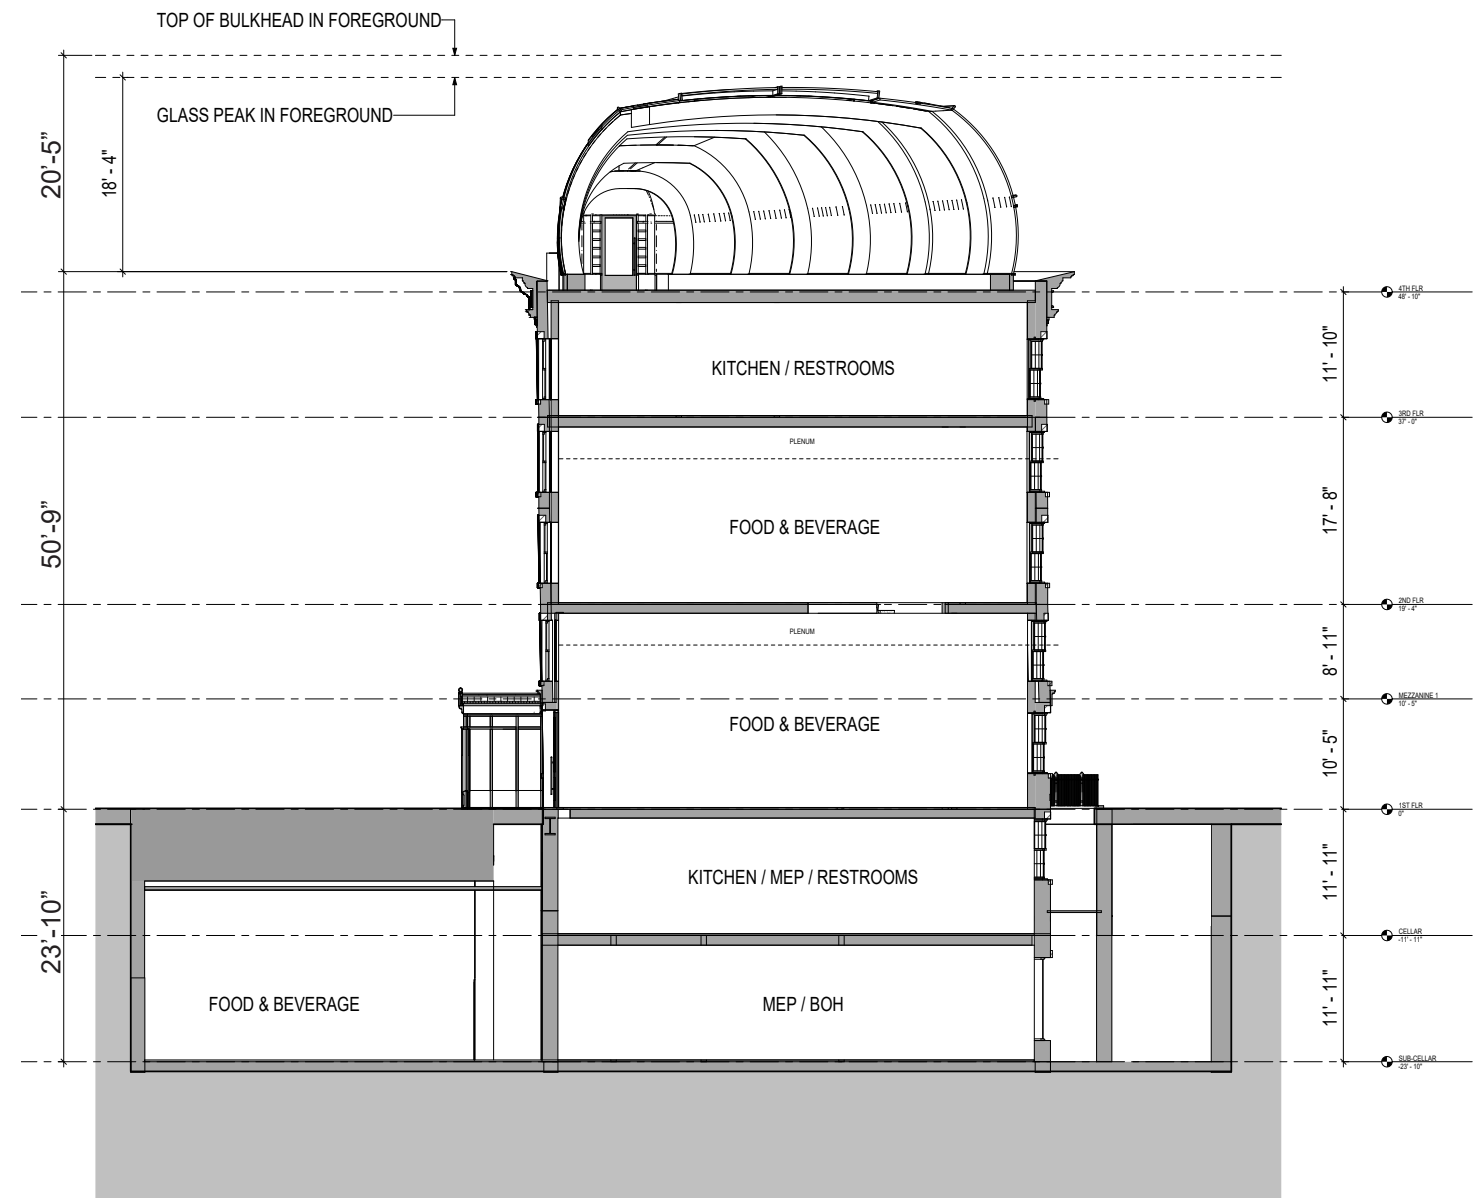 TOP OF BULKHEAD IN FOREGROUND
GLASS PEAK IN FOREGROUND
20'-5"
18' - 4"
4TH FLR
48' - 10"
11' - 10"
KITCHEN / RESTROOMS
3RD FLR
37' - 0"
PLENUM
17' - 8"
50'-9"
FOOD & BEVERAGE
2ND FLR
19' - 4"
PLENUM
8' - 11"
MEZZANINE 1
10' - 5"
FOOD & BEVERAGE
10' - 5"
1ST FLR
0"
KITCHEN / MEP / RESTROOMS
11' - 11"
23'-10"
CELLAR
-11' - 11"
FOOD & BEVERAGE
MEP / BOH
11' - 11"
SUB-CELLAR
-23' - 10"